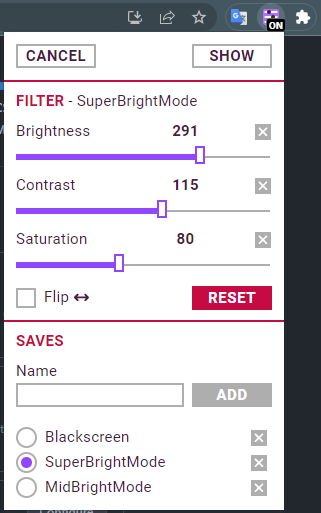 ON
CANCEL SHOW
FILTER - SuperBrightMode
Brightness 291
Contrast 115
Saturation 80
Flip ↔ RESET
SAVES
Name
ADD
Blackscreen
SuperBrightMode
MidBrightMode